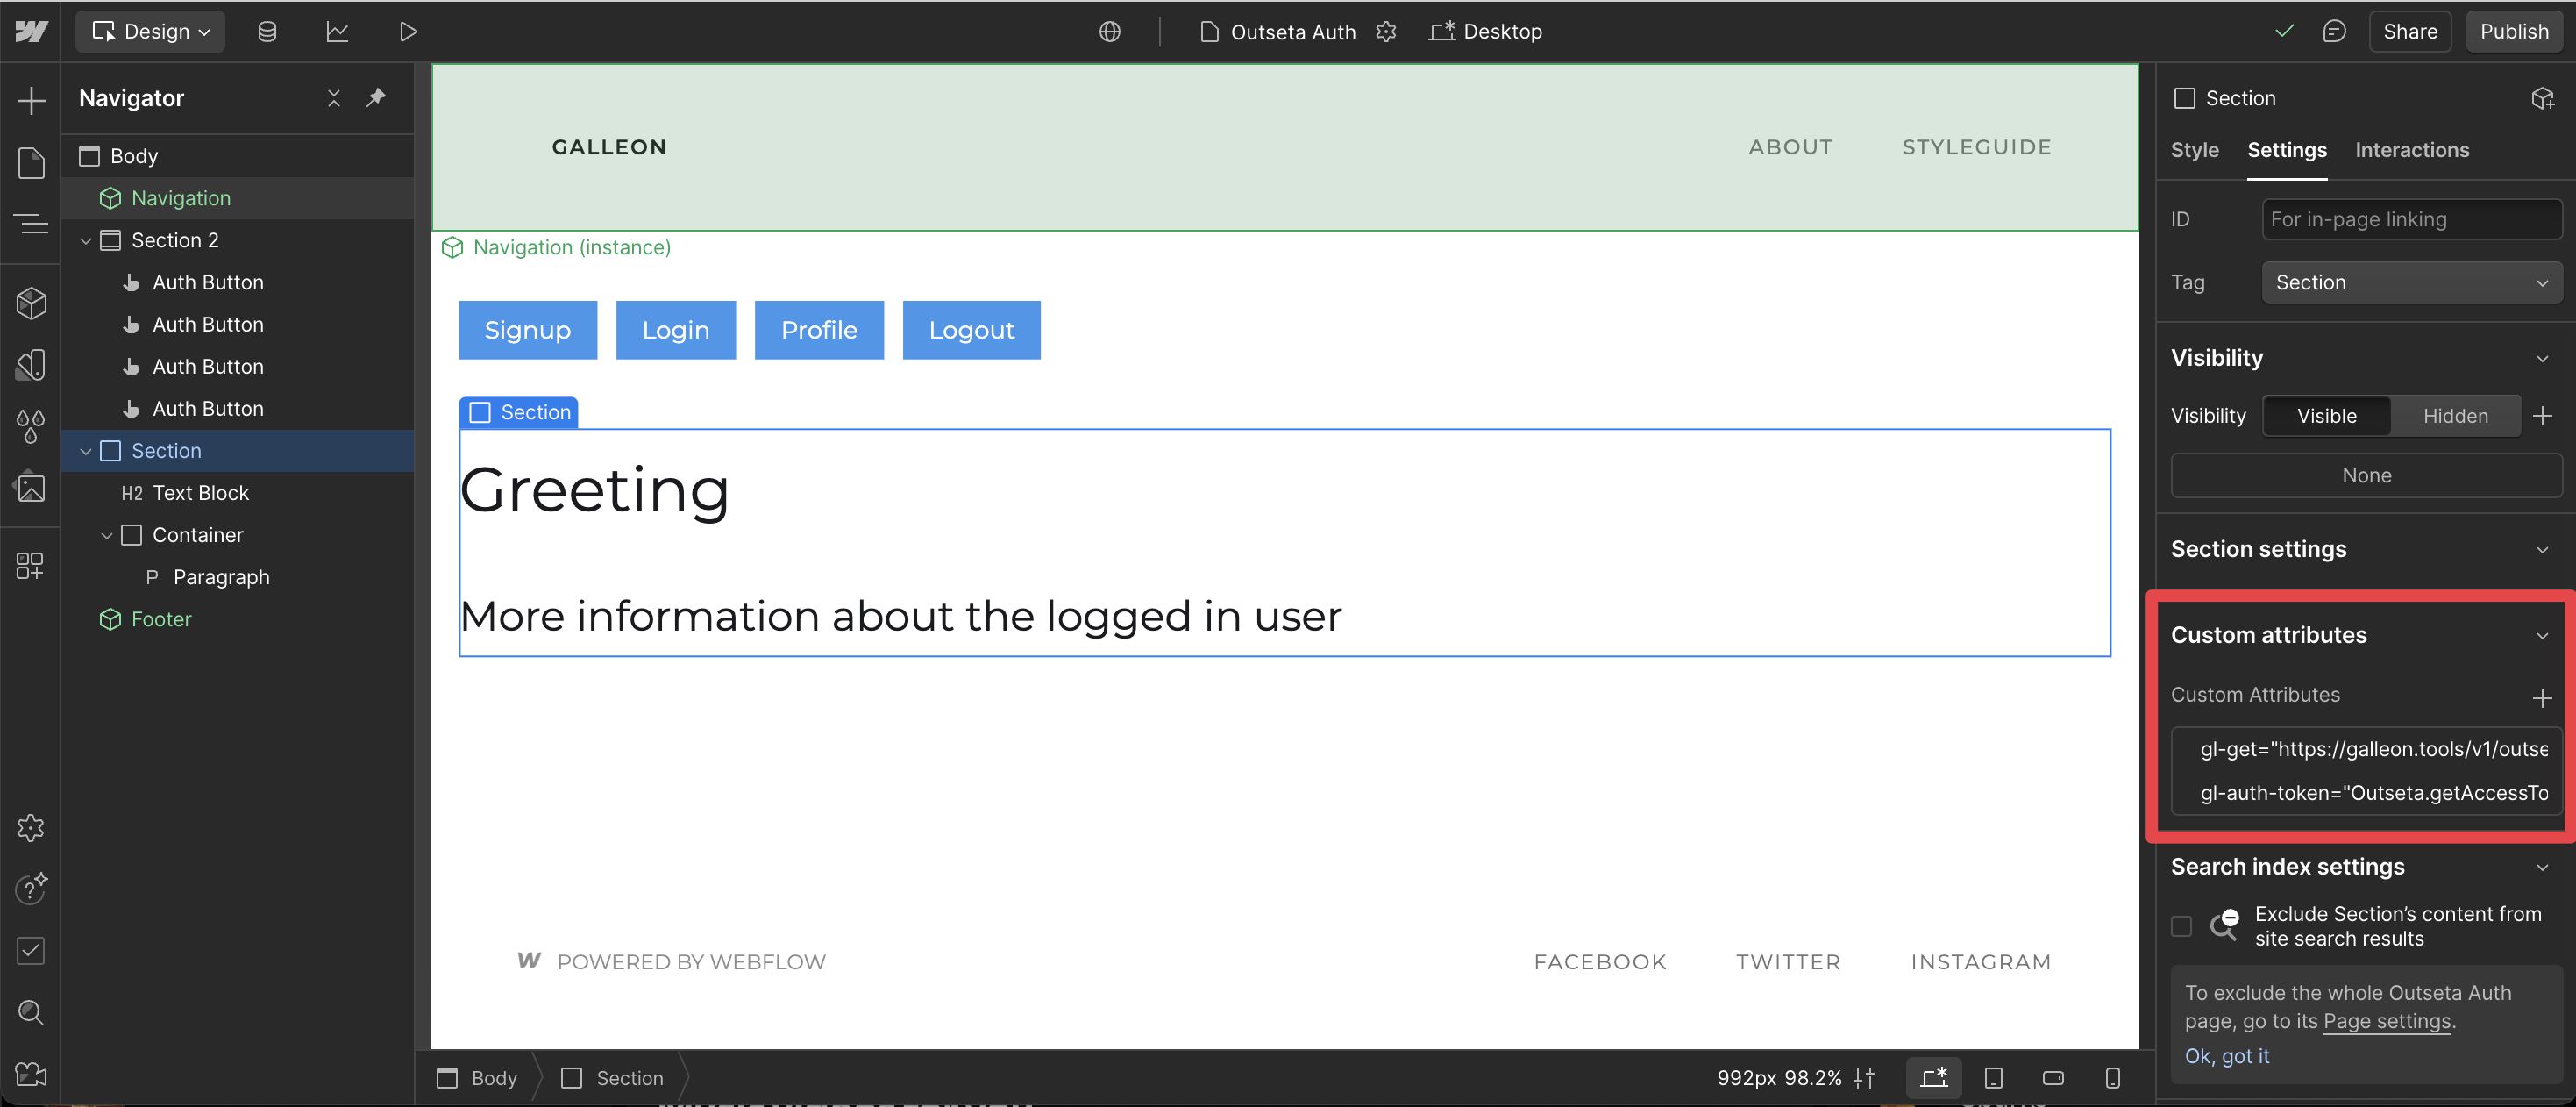 Design
Outseta Auth
Desktop
Share
Publish
Navigator
Body
Navigation
Section 2
Auth Button
Auth Button
Auth Button
Auth Button
Section
H2 Text Block
Container
P Paragraph
Footer
GALLEON
ABOUT
STYLEGUIDE
Navigation (instance)
Signup
Login
Profile
Logout
Section
Greeting
More information about the logged in user
W POWERED BY WEBFLOW
FACEBOOK
TWITTER
INSTAGRAM
Body
Section
992px 98.2%
Section
Style
Settings
Interactions
ID
For in-page linking
Tag
Section
Visibility
Visibility
Visible
Hidden
None
Section settings
Custom attributes
Custom Attributes
gl-get="https://galleon.tools/v1/outse
gl-auth-token="Outseta.getAccessTo
Search index settings
Exclude Section’s content from
site search results
To exclude the whole Outseta Auth
page, go to its Page settings.
Ok, got it